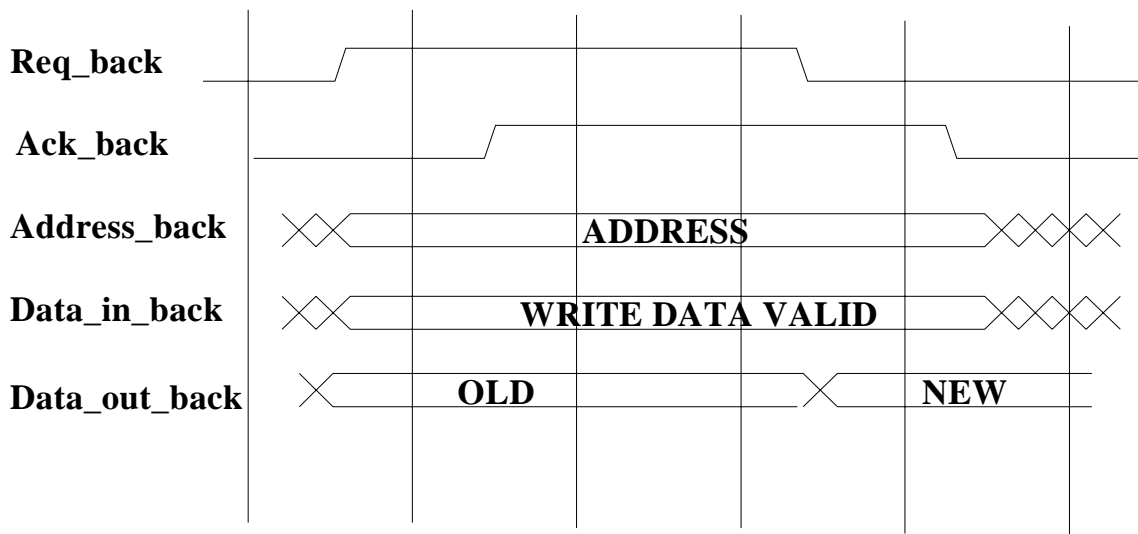 Req_back
Ack_back
Address_back
ADDRESS
Data_in_back
WRITE DATA VALID
Data_out_back
OLD
NEW